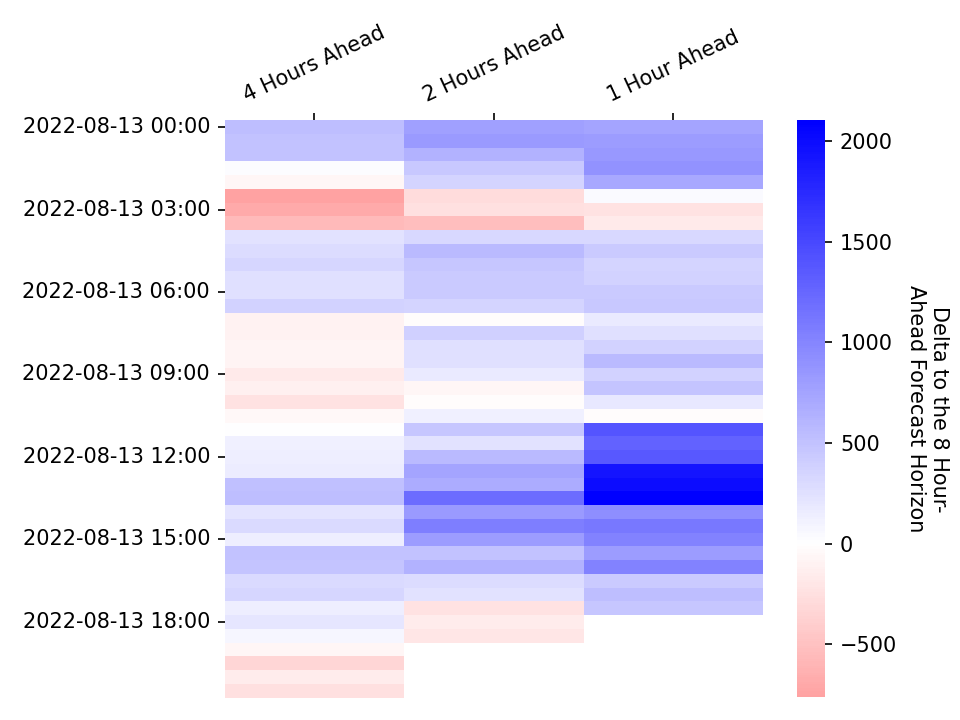 4 Hours Ahead
2 Hours Ahead
1 Hour Ahead
2022-08-13 00:00
2022-08-13 03:00
2022-08-13 06:00
2022-08-13 09:00
2022-08-13 12:00
2022-08-13 15:00
2022-08-13 18:00
2000
1500
1000
500
0
−500
Delta to the 8 Hour-
Ahead Forecast Horizon